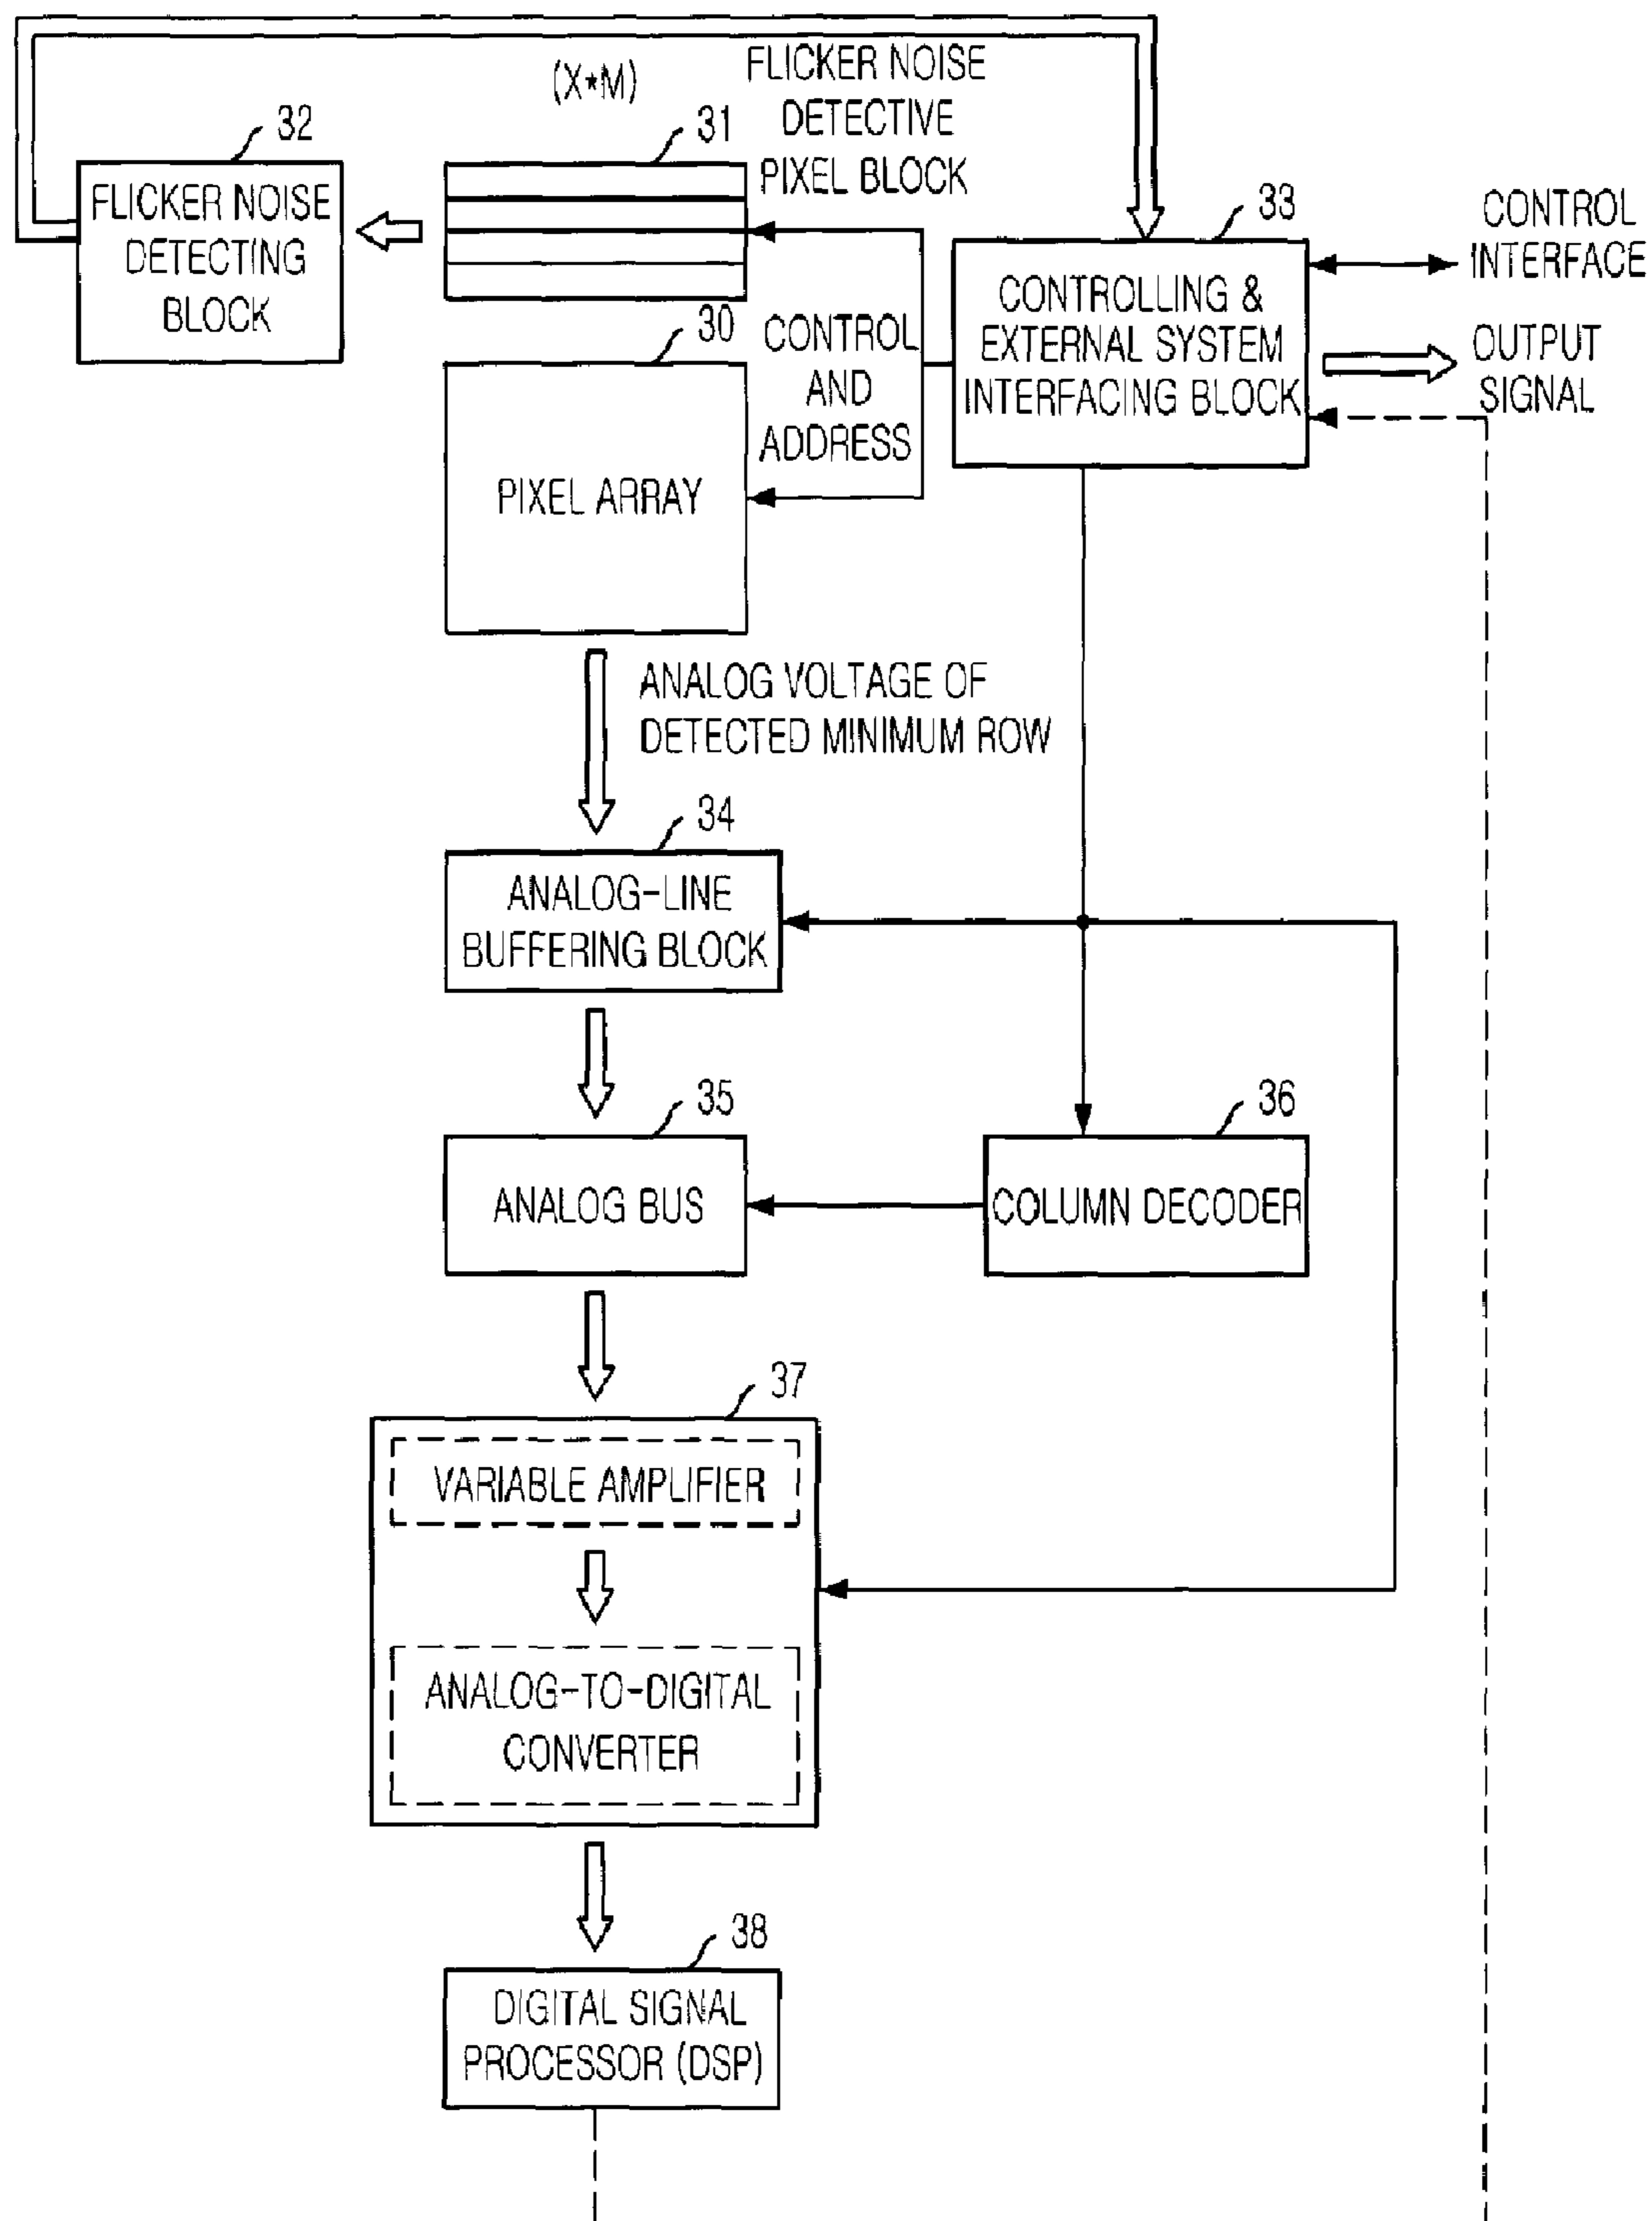 (X*M)
FLICKER NOISE
DETECTIVE
PIXEL BLOCK
32
31
FLICKER NOISE
DETECTING
BLOCK
33
CONTROL
INTERFACE
CONTROLLING &
EXTERNAL SYSTEM
INTERFACING BLOCK
OUTPUT
SIGNAL
30
CONTROL
AND
ADDRESS
PIXEL ARRAY
ANALOG VOLTAGE OF
DETECTED MINIMUM ROW
34
ANALOG-LINE
BUFFERING BLOCK
35
ANALOG BUS
36
COLUMN DECODER
37
VARIABLE AMPLIFIER
ANALOG-TO-DIGITAL
CONVERTER
38
DIGITAL SIGNAL
PROCESSOR (DSP)